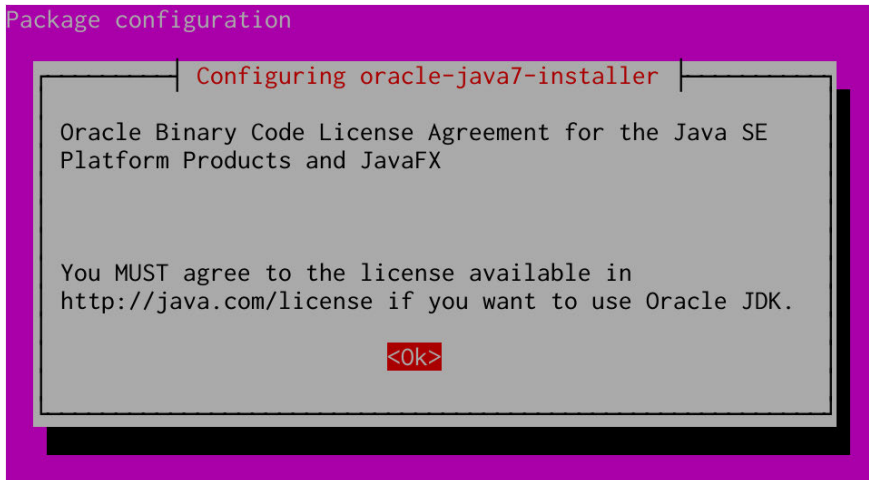 Package configuration
Configuring oracle-java7-installer
Oracle Binary Code License Agreement for the Java SE
Platform Products and JavaFX
You MUST agree to the license available in
http://java.com/license if you want to use Oracle JDK.
<Ok>